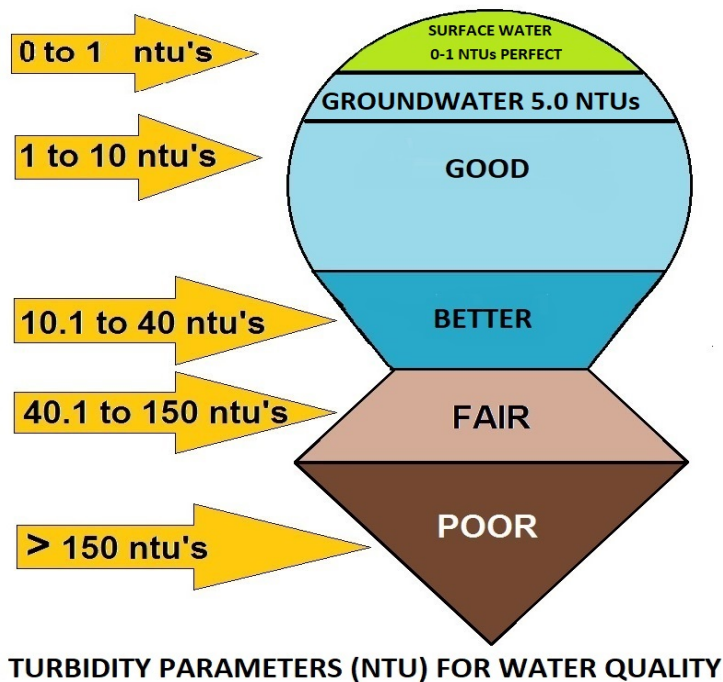 0 to 1 ntu's
SURFACE WATER
0-1 NTUs PERFECT
GROUNDWATER 5.0 NTUs
1 to 10 ntu's
GOOD
10.1 to 40 ntu's
BETTER
40.1 to 150 ntu's
FAIR
> 150 ntu's
POOR
TURBIDITY PARAMETERS (NTU) FOR WATER QUALITY